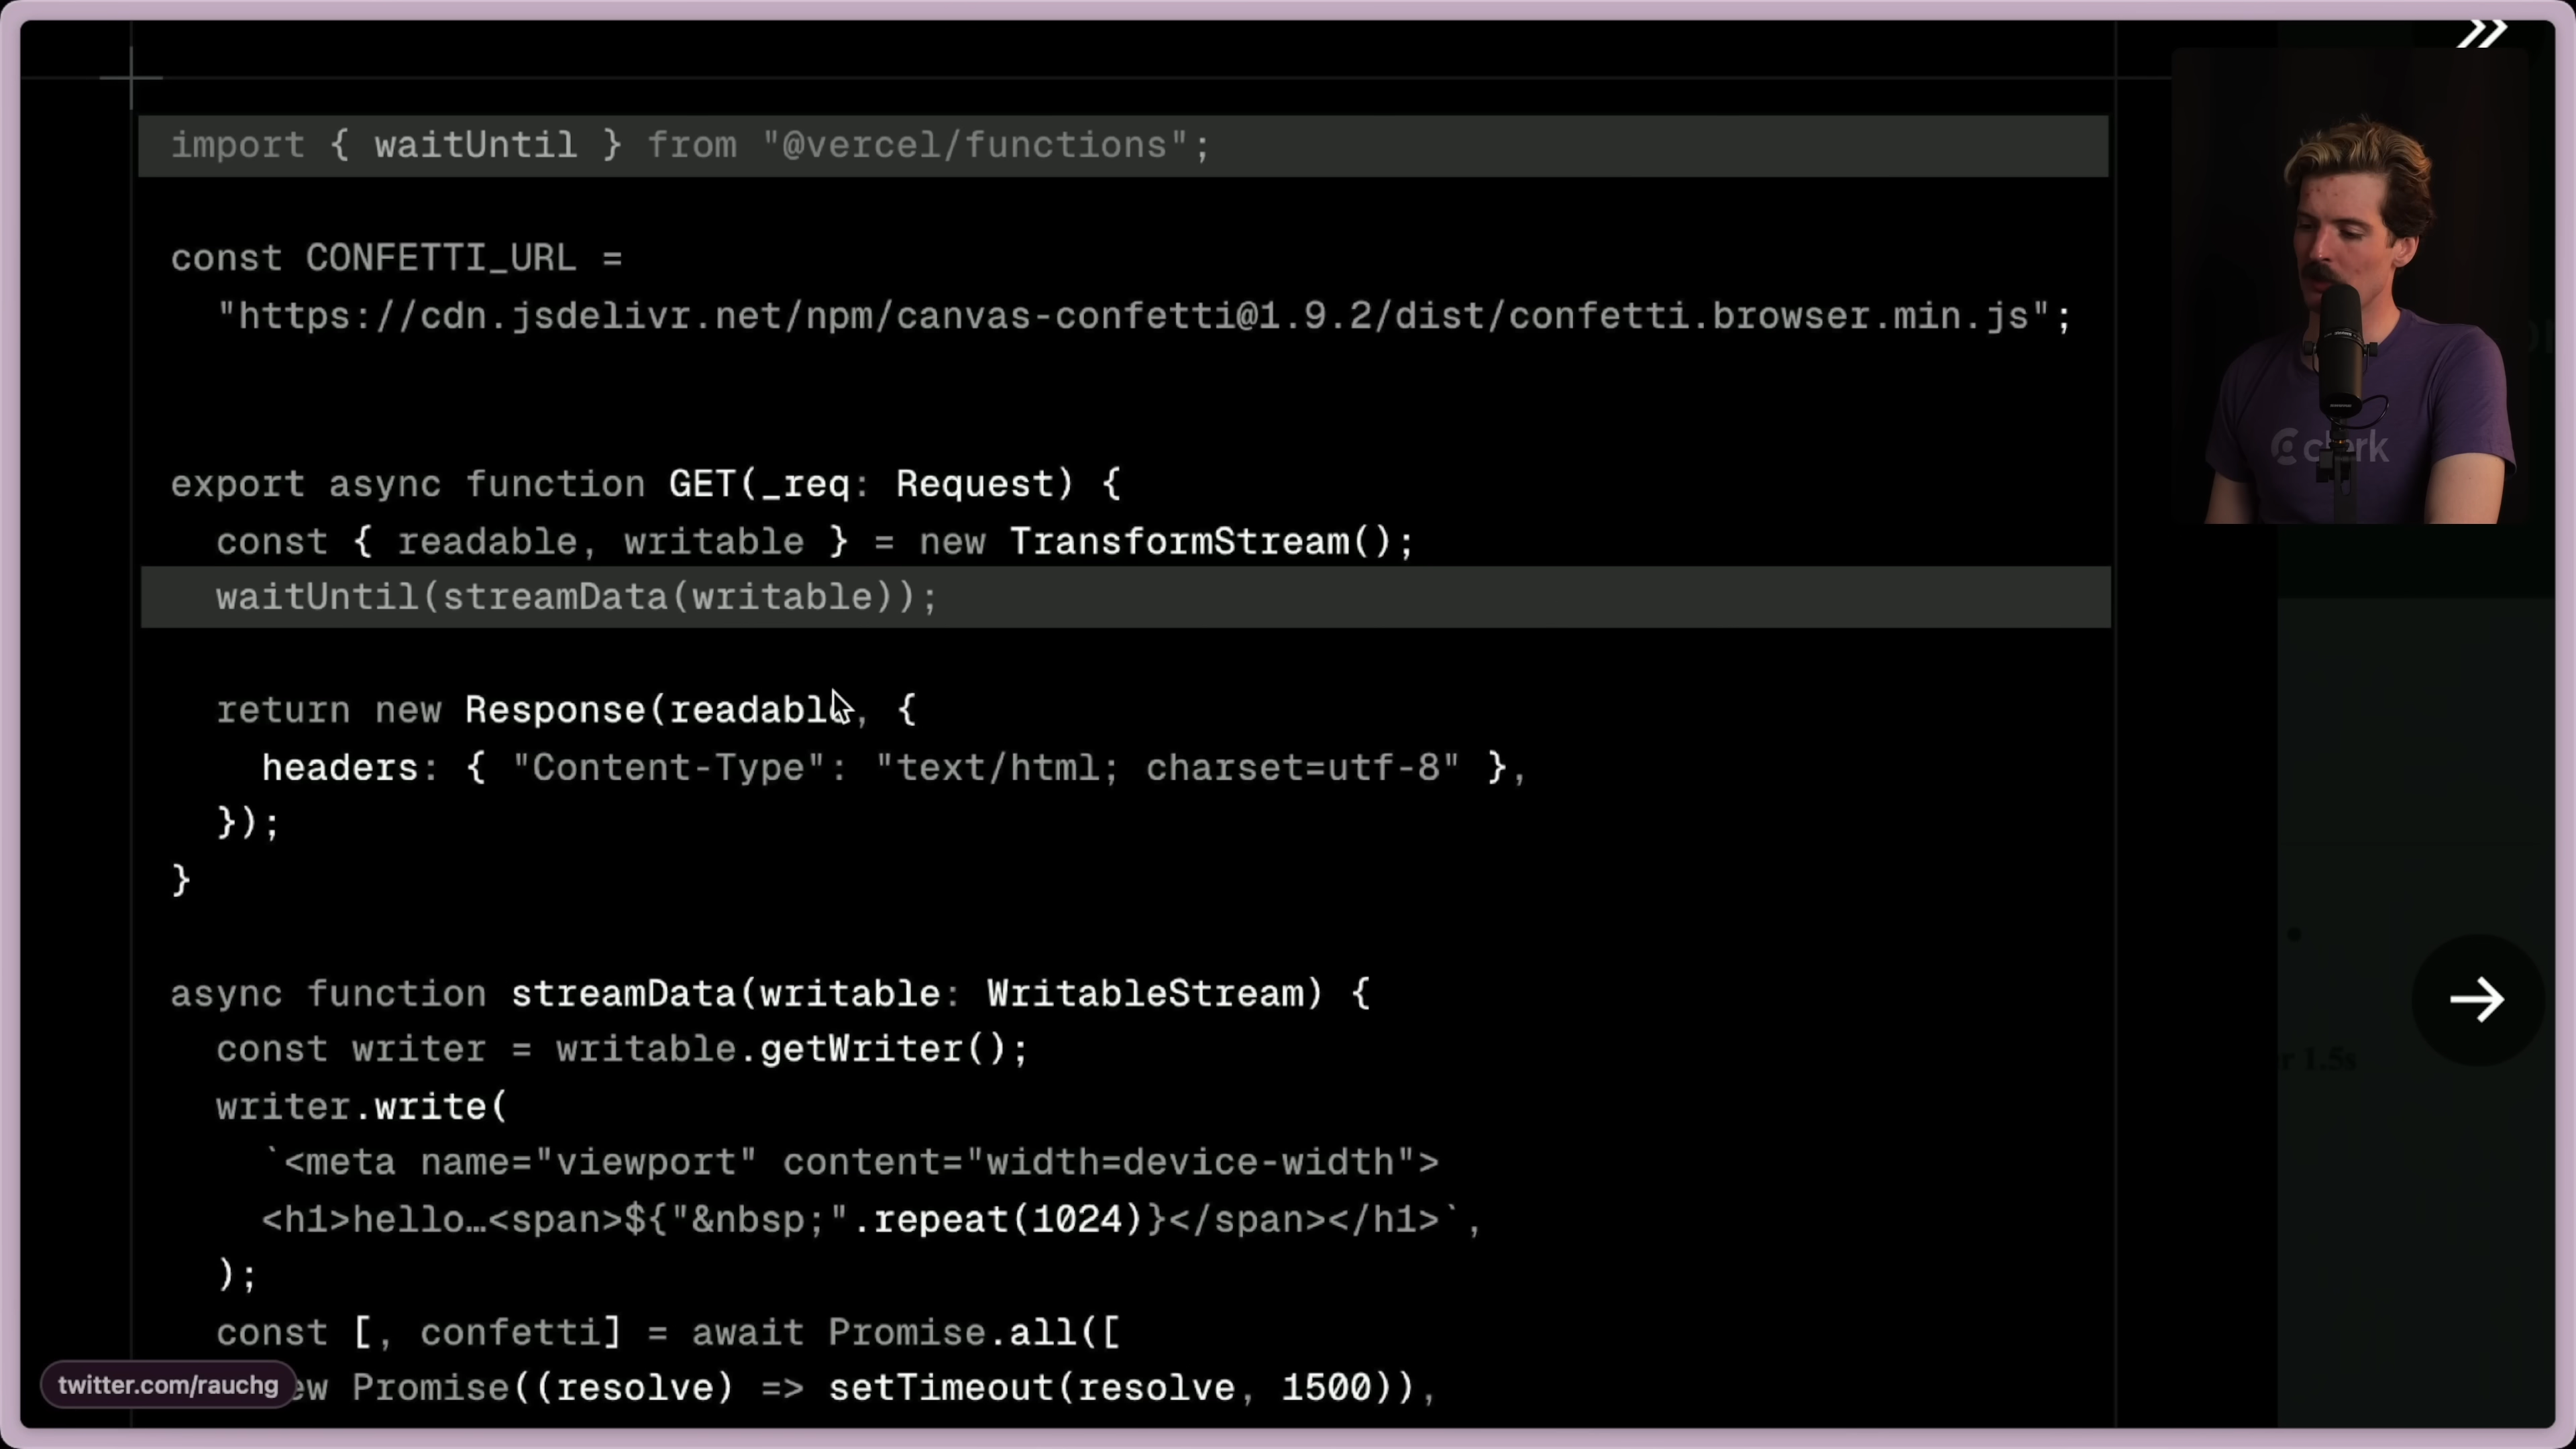 import { waitUntil } from "@vercel/functions";
const CONFETTI_URL =
"https://cdn.jsdelivr.net/npm/canvas-confetti@1.9.2/dist/confetti.browser.min.js";
export async function GET(_req: Request) {
const { readable, writable } = new TransformStream();
waitUntil(streamData(writable));
return new Response(readable, {
headers: { "Content-Type": "text/html; charset=utf-8" },
});
}
async function streamData(writable: WritableStream) {
const writer = writable.getWriter();
writer.write(
`<meta name="viewport" content="width=device-width">
<h1>hello…<span>${"&nbsp;".repeat(1024)}</span></h1>`,
);
const [, confetti] = await Promise.all([
Promise((resolve) => setTimeout(resolve, 1500)),
twitter.com/rauchg
clerk
1.5s